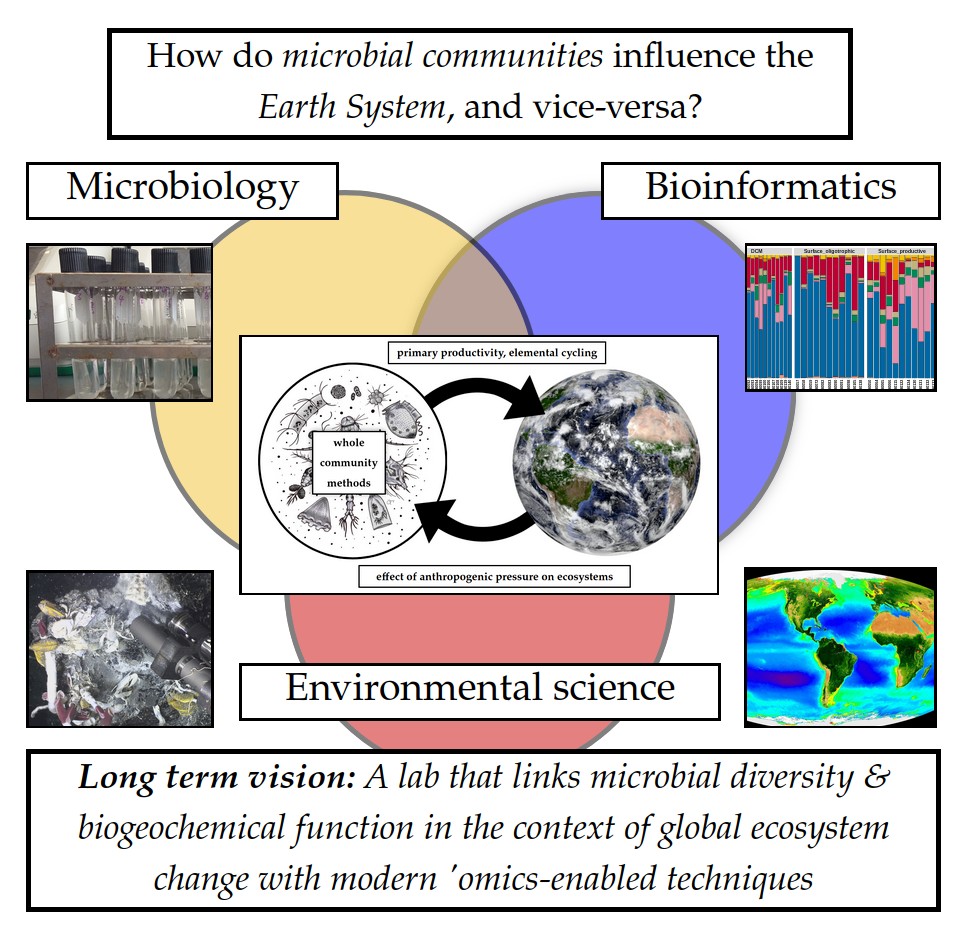 How do microbial communities influence the
Earth System, and vice-versa?
Microbiology
Bioinformatics
DCM
Surface_oligotrophic
Surface_productive
primary productivity, elemental cycling
whole
community
methods
effect of anthropogenic pressure on ecosystems
Environmental science
Long term vision: A lab that links microbial diversity &
biogeochemical function in the context of global ecosystem
change with modern 'omics-enabled techniques